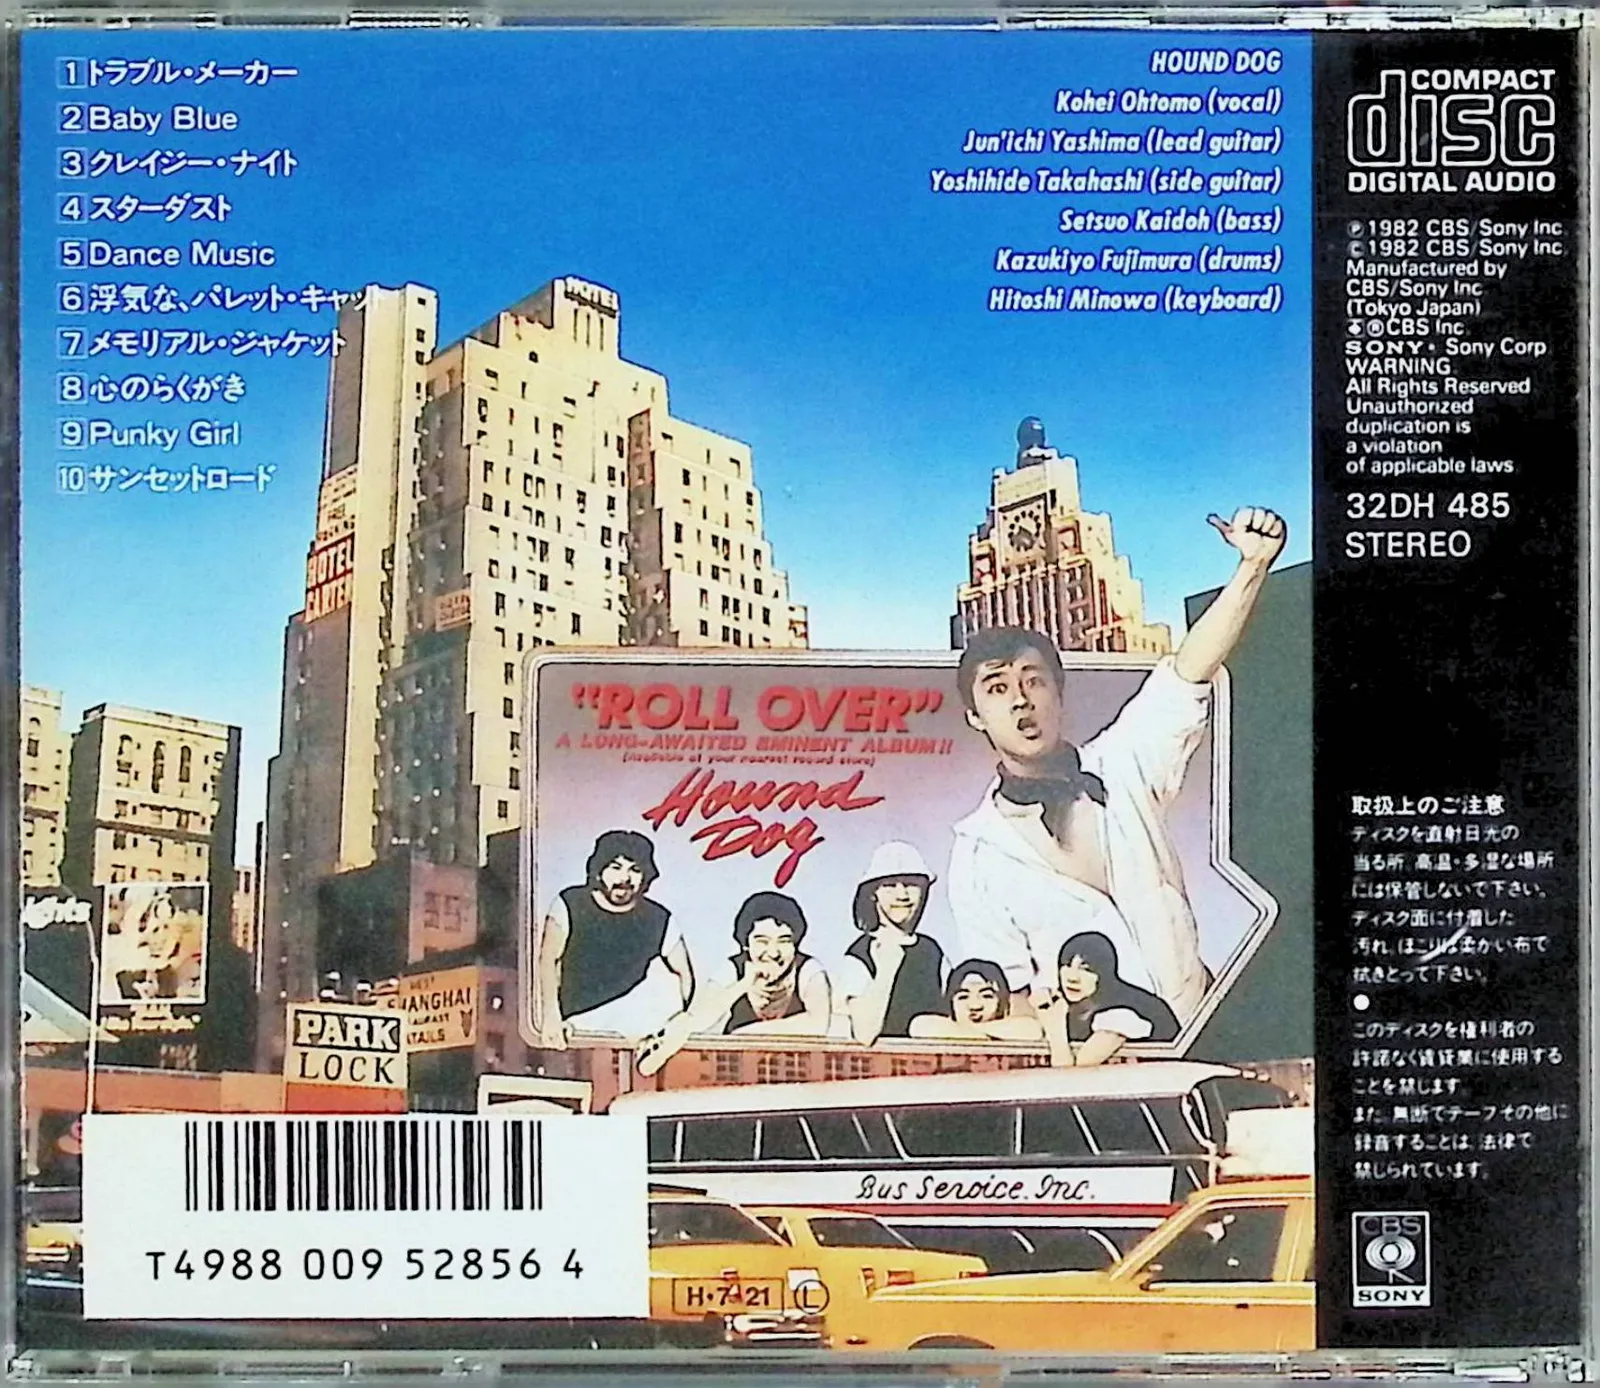 1 トラブル・メーカー
2 Baby Blue
3 クレイジー・ナイト
4 スターダスト
5 Dance Music
6 浮気な、パレット・キャット
7 メモリアル・ジャケット
8 心のらくがき
9 Punky Girl
10 サンセットロード
HOUND DOG
Kohei Ohtomo (vocal)
Jun'ichi Yashima (lead guitar)
Yoshihide Takahashi (side guitar)
Setsuo Kaidoh (bass)
Kazukiyo Fujimura (drums)
Hitoshi Minowa (keyboard)
HOTEL
HOTEL
CARTER
"ROLL OVER"
A LONG-AWAITED EMINENT ALBUM!!
(Available at your nearest record store)
Hound
Dog
SHANGHAI
PARK
LOCK
Bus Service. Inc.
T4988 009 52856 4
H・7・21 L
COMPACT
disc
DIGITAL AUDIO
℗ 1982 CBS/Sony Inc.
© 1982 CBS/Sony Inc.
Manufactured by
CBS/Sony Inc.
(Tokyo Japan)
®CBS Inc.
SONY・Sony Corp.
WARNING.
All Rights Reserved
Unauthorized
duplication is
a violation
of applicable laws
32DH 485
STEREO
取扱上のご注意
ディスクを直射日光の
当る所、高温・多湿な場所
には保管しないで下さい。
ディスク面に付着した
汚れ、ほこりは柔かい布で
拭きとって下さい。
●
このディスクを権利者の
許諾なく賃貸業に使用する
ことを禁じます。
また、無断でテープその他に
録音することは、法律で
禁じられています。
CBS
SONY